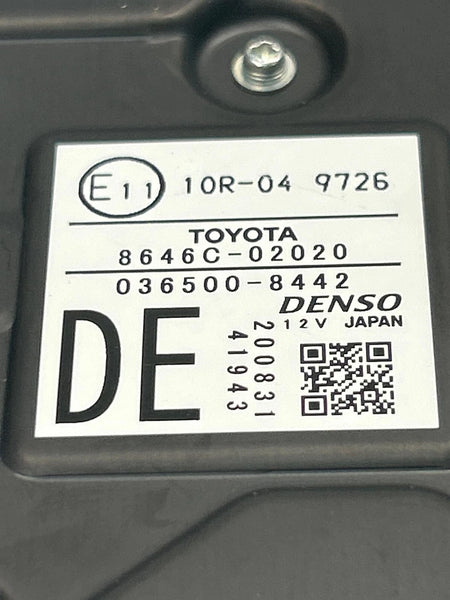 E11 10R-04 9726
TOYOTA
8646C-02020
036500-8442
DENSO
12V JAPAN
DE
200831
41943